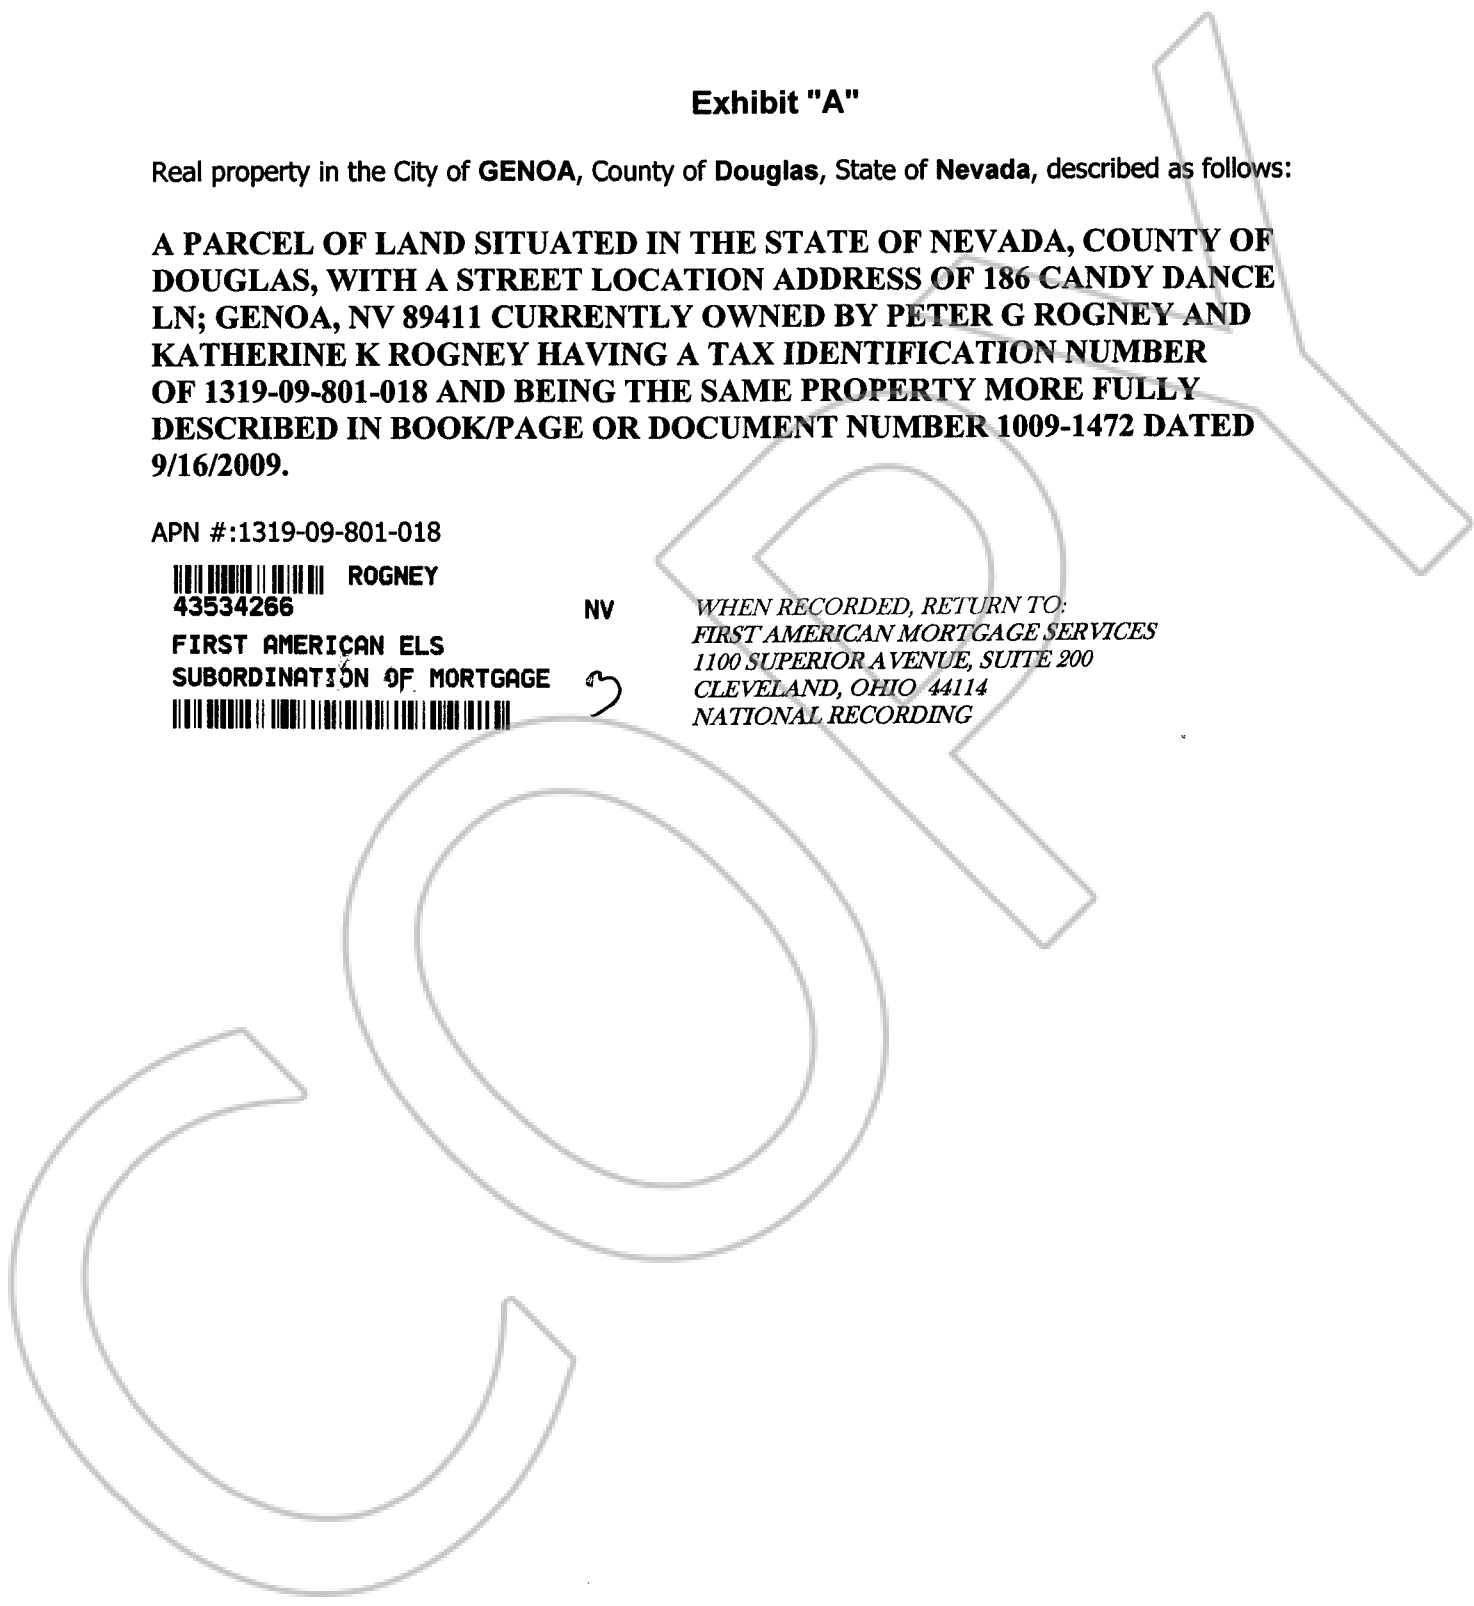 Exhibit "A"
Real property in the City of GENOA, County of Douglas, State of Nevada, described as follows:
A PARCEL OF LAND SITUATED IN THE STATE OF NEVADA, COUNTY OF
DOUGLAS, WITH A STREET LOCATION ADDRESS OF 186 CANDY DANCE
LN; GENOA, NV 89411 CURRENTLY OWNED BY PETER G ROGNEY AND
KATHERINE K ROGNEY HAVING A TAX IDENTIFICATION NUMBER
OF 1319-09-801-018 AND BEING THE SAME PROPERTY MORE FULLY
DESCRIBED IN BOOK/PAGE OR DOCUMENT NUMBER 1009-1472 DATED
9/16/2009.
APN #:1319-09-801-018
ROGNEY
43534266 NV
FIRST AMERICAN ELS
SUBORDINATION OF MORTGAGE
WHEN RECORDED, RETURN TO:
FIRST AMERICAN MORTGAGE SERVICES
1100 SUPERIOR AVENUE, SUITE 200
CLEVELAND, OHIO 44114
NATIONAL RECORDING
COPY